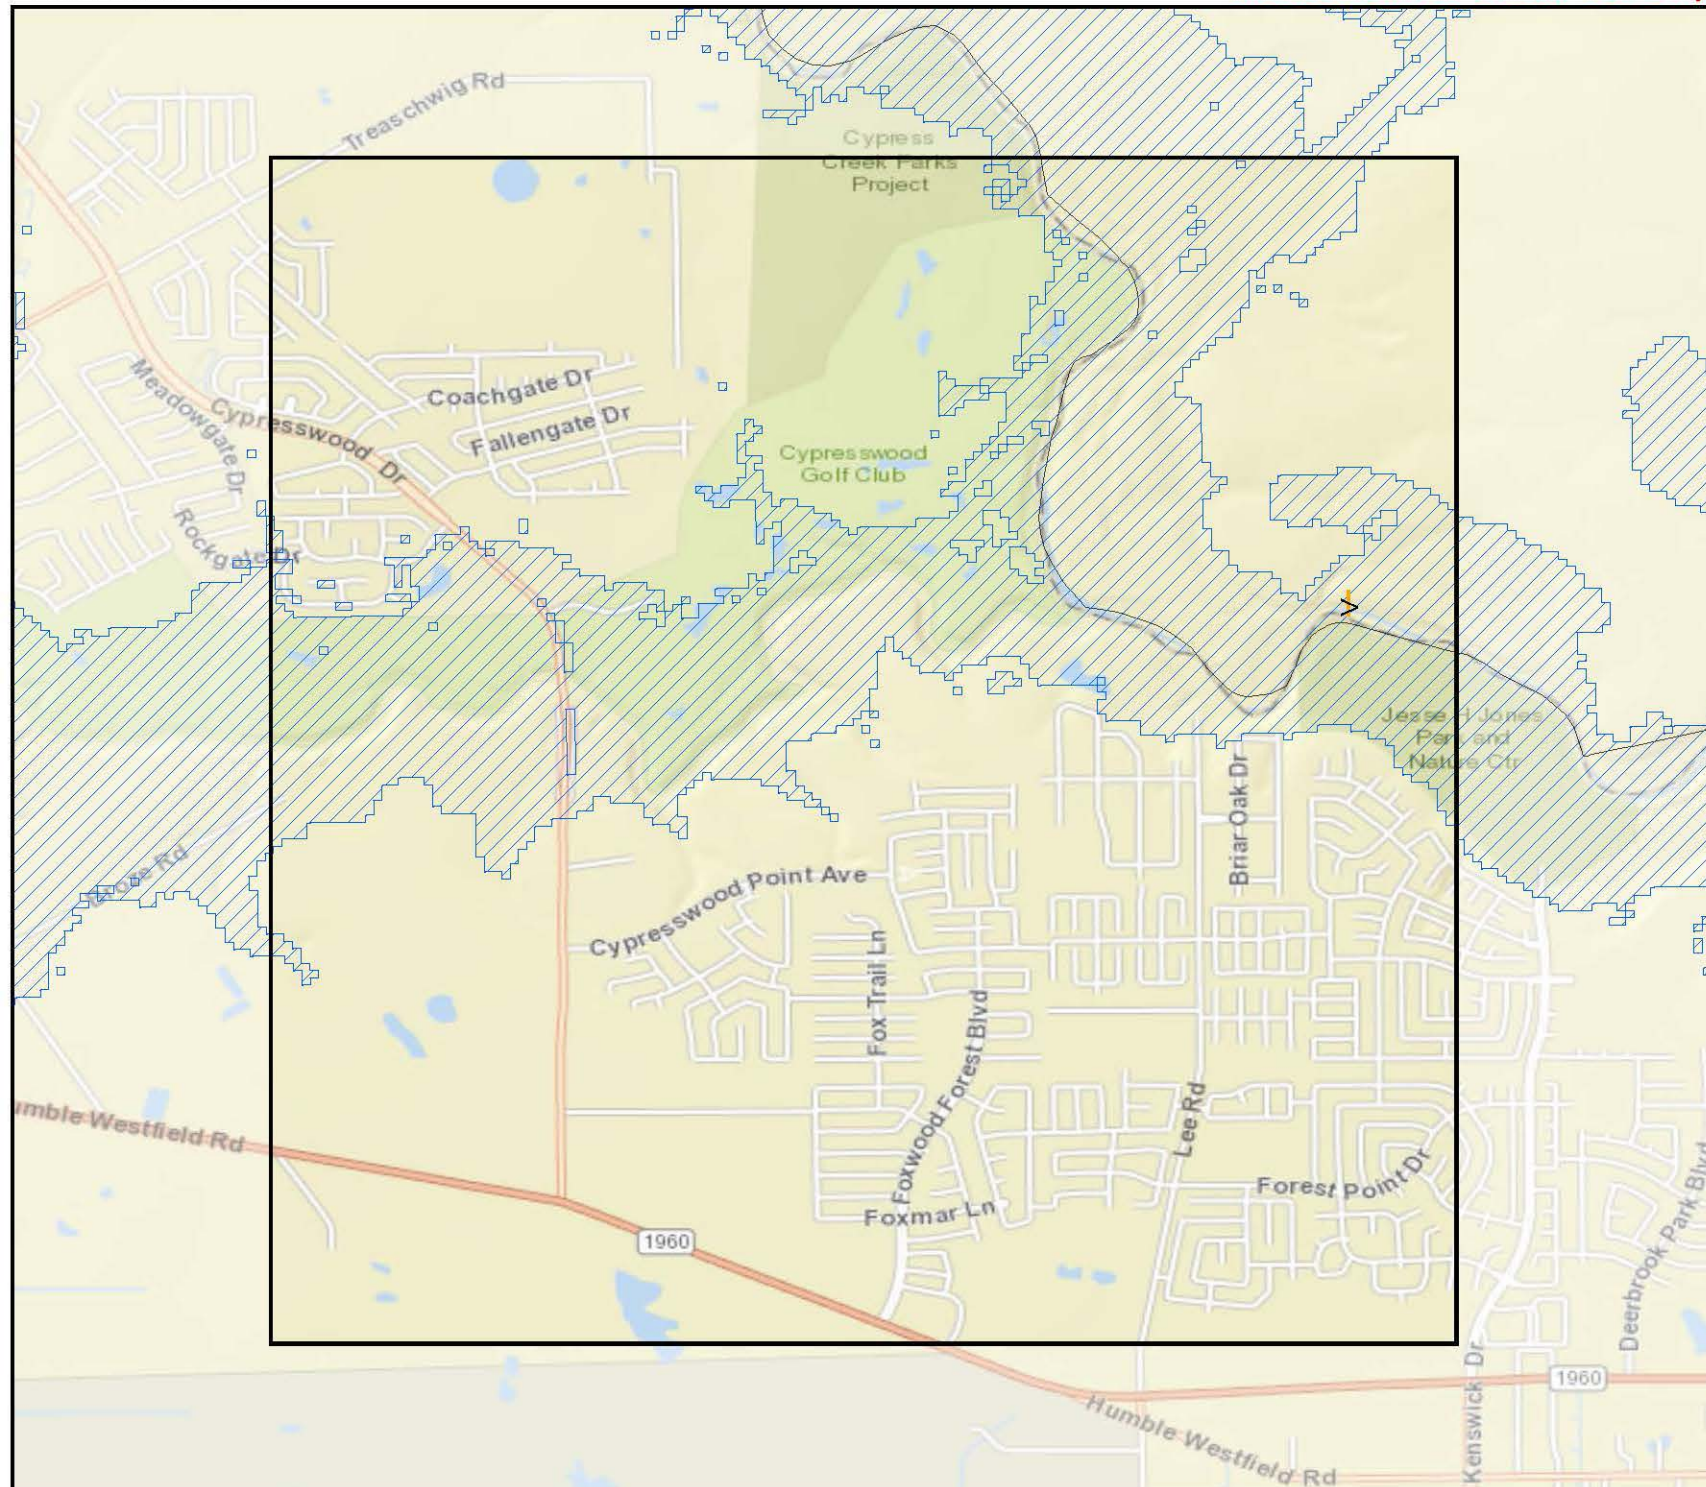 Treaschwig Rd
Cypress
Creek Parks
Project
Meadowgate Dr
Cypresswood Dr
Coachgate Dr
Fallengate Dr
Cypresswood
Golf Club
Rockgate Dr
>
Jesse H Jones
Park and
Nature Ctr
Briar Oak Dr
Cypresswood Point Ave
Fox Trail Ln
Foxwood Forest Blvd
Lee Rd
umble Westfield Rd
Forest Point Dr
Foxmar Ln
1960
Deerbrook Park Blvd
Kenswick Dr
1960
Humble Westfield Rd